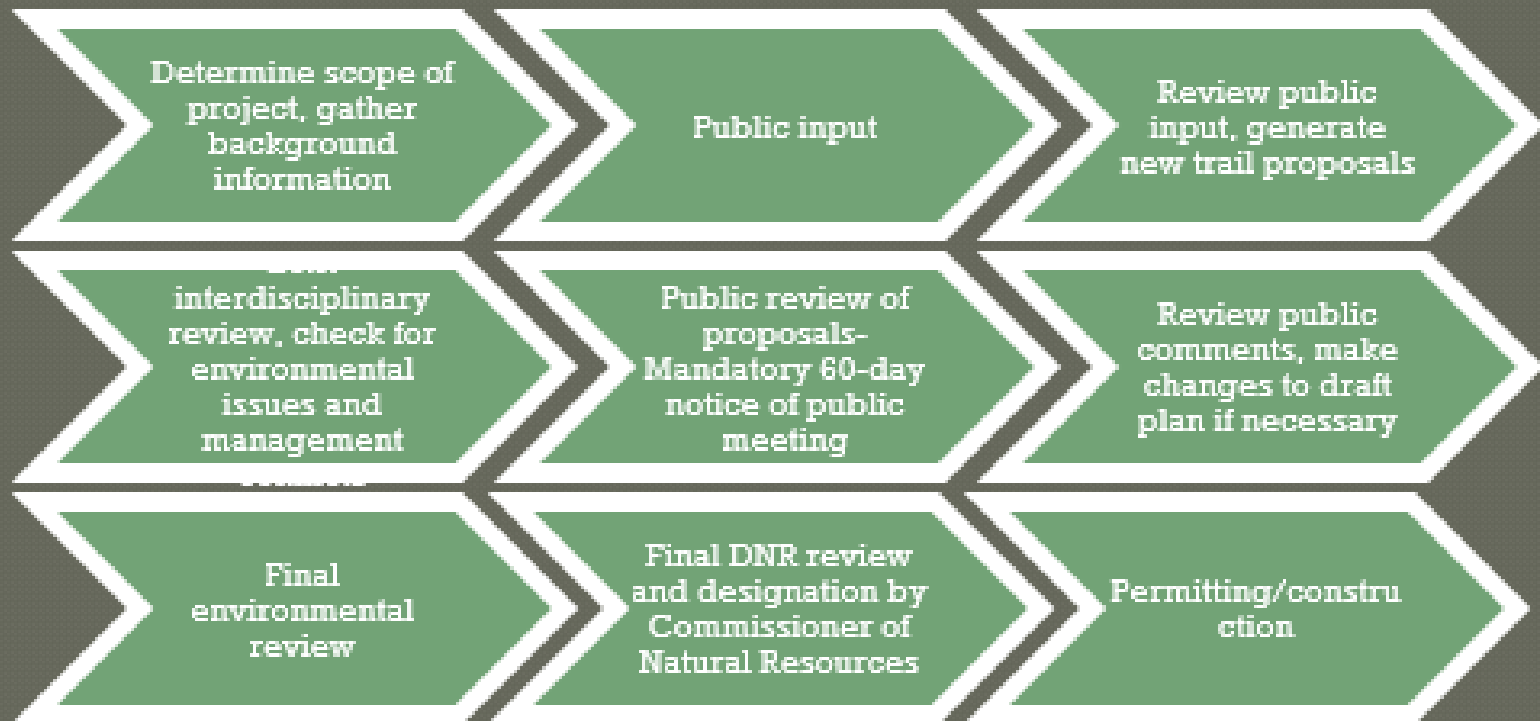 Determine scope of
project, gather
background
information
Public input
Review public
input, generate
new trail proposals
interdisciplinary
review, check for
environmental
issues and
management
Public review of
proposals-
Mandatory 60-day
notice of public
meeting
Review public
comments, make
changes to draft
plan if necessary
Final
environmental
review
Final DNR review
and designation by
Commissioner of
Natural Resources
Permitting/constru
ction